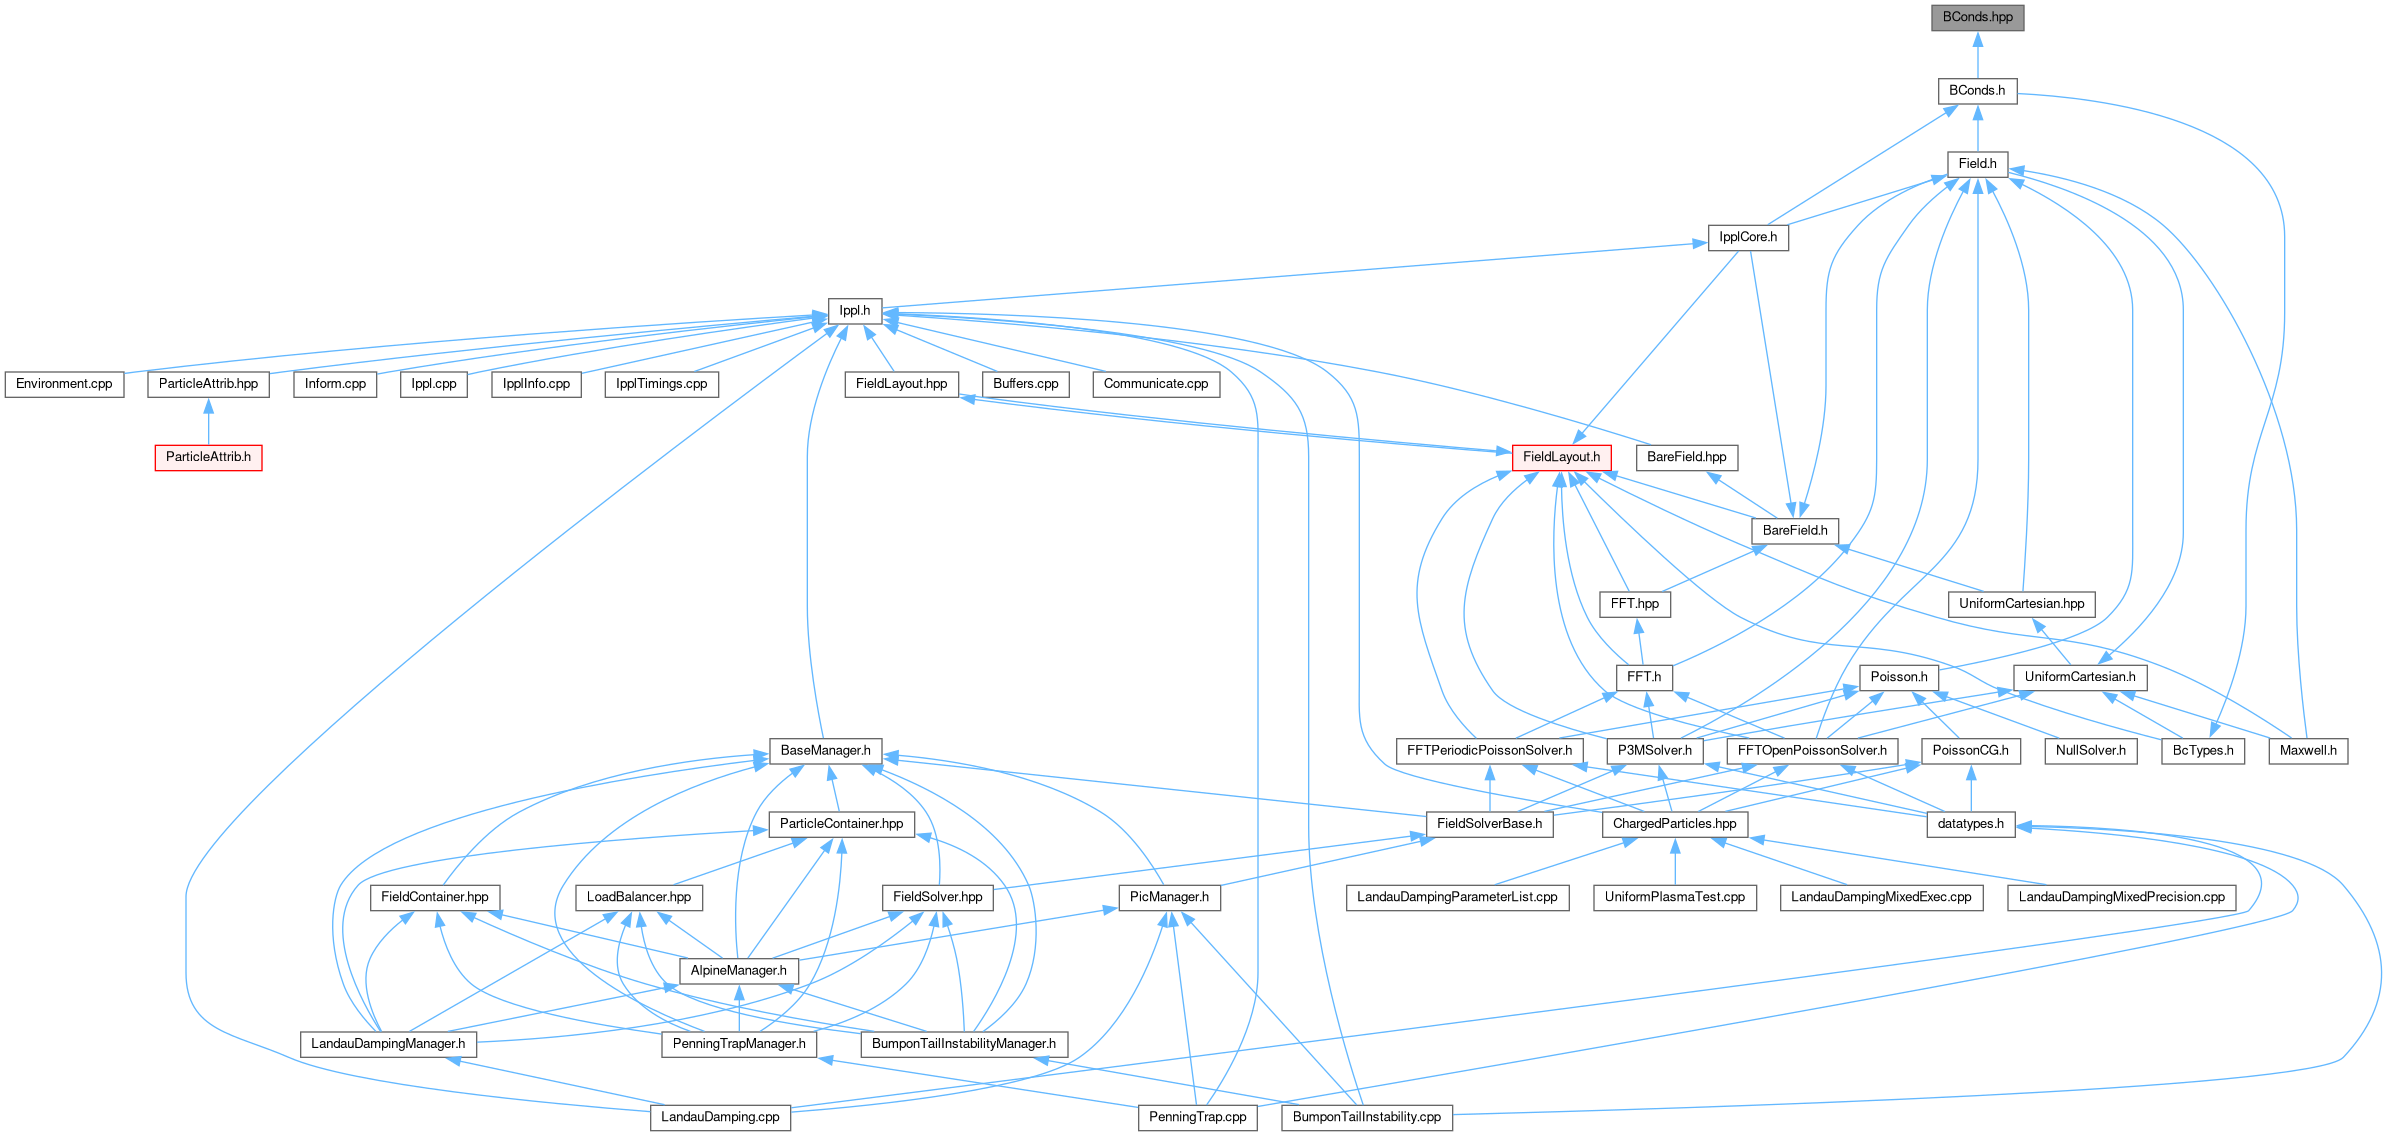 BConds.hpp
BConds.h
Field.h
IpplCore.h
Ippl.h
Environment.cpp
ParticleAttrib.hpp
Inform.cpp
Ippl.cpp
IpplInfo.cpp
IpplTimings.cpp
FieldLayout.hpp
Buffers.cpp
Communicate.cpp
ParticleAttrib.h
FieldLayout.h
BareField.hpp
BareField.h
FFT.hpp
UniformCartesian.hpp
FFT.h
Poisson.h
UniformCartesian.h
BaseManager.h
FFTPeriodicPoissonSolver.h
P3MSolver.h
FFTOpenPoissonSolver.h
PoissonCG.h
NullSolver.h
BcTypes.h
Maxwell.h
ParticleContainer.hpp
FieldSolverBase.h
ChargedParticles.hpp
datatypes.h
FieldContainer.hpp
LoadBalancer.hpp
FieldSolver.hpp
PicManager.h
LandauDampingParameterList.cpp
UniformPlasmaTest.cpp
LandauDampingMixedExec.cpp
LandauDampingMixedPrecision.cpp
AlpineManager.h
LandauDampingManager.h
PenningTrapManager.h
BumponTailInstabilityManager.h
LandauDamping.cpp
PenningTrap.cpp
BumponTailInstability.cpp